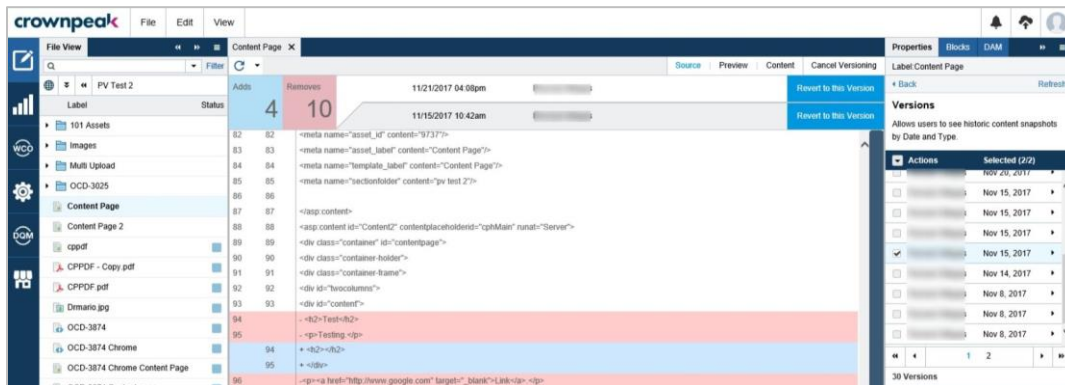 crownpeak File Edit View
File View
Filter
PV Test 2
Label Status
101 Assets
Images
Multi Upload
OCD-3025
Content Page
Content Page 2
cppdf
CPPDF - Copy.pdf
CPPDF.pdf
Drmario.jpg
OCD-3874
OCD-3874 Chrome
OCD-3874 Chrome Content Page
WCO
DQM
Content Page X
Source Preview Content Cancel Versioning
Adds 4
Removes 10
11/21/2017 04:08pm Revert to this Version
11/15/2017 10:42am Revert to this Version
82 82 <meta name="asset_id" content="9737"/>
83 83 <meta name="asset_label" content="Content Page"/>
84 84 <meta name="template_label" content="Content Page"/>
85 85 <meta name="sectionfolder" content="pv test 2"/>
86 86
87 87 </asp:content>
88 88 <asp:content id="Content2" contentplaceholderid="cphMain" runat="Server">
89 89 <div class="container" id="contentpage">
90 90 <div class="container-holder">
91 91 <div class="container-frame">
92 92 <div id="twocolumns">
93 93 <div id="content">
94 - <h2>Test</h2>
95 - <p>Testing.</p>
94 + <h2></h2>
95 + </div>
96 -<p><a href="http://www.google.com" target="_blank">Link</a>.</p>
Properties Blocks DAM
Label:Content Page
Back Refresh
Versions
Allows users to see historic content snapshots
by Date and Type.
Actions Selected (2/2)
Nov 20, 2017
Nov 15, 2017
Nov 15, 2017
Nov 15, 2017
Nov 15, 2017
Nov 14, 2017
Nov 8, 2017
Nov 8, 2017
Nov 8, 2017
1 2
30 Versions